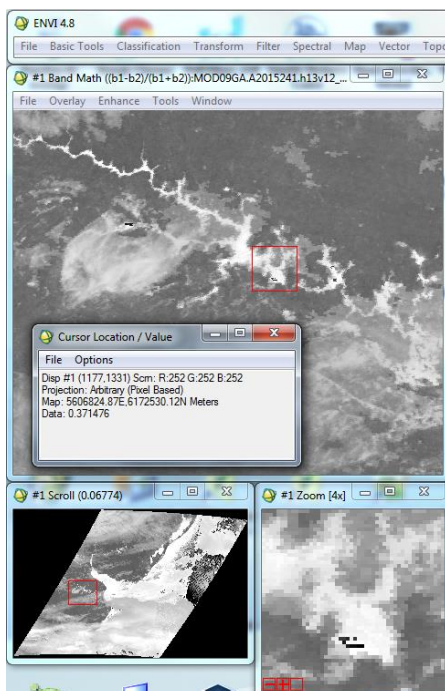 ENVI 4.8
File Basic Tools Classification Transform Filter Spectral Map Vector
#1 Band Math ((b1-b2)/(b1+b2)):MOD09GA.A2015241.h13v12_...
File Overlay Enhance Tools Window
Cursor Location / Value
File Options
Disp #1 (1177,1331) Scrn: R:252 G:252 B:252
Projection: Arbitrary (Pixel Based)
Map: 5606824.87E,6172530.12N Meters
Data: 0.371476
#1 Scroll (0.06774)
#1 Zoom [4x]